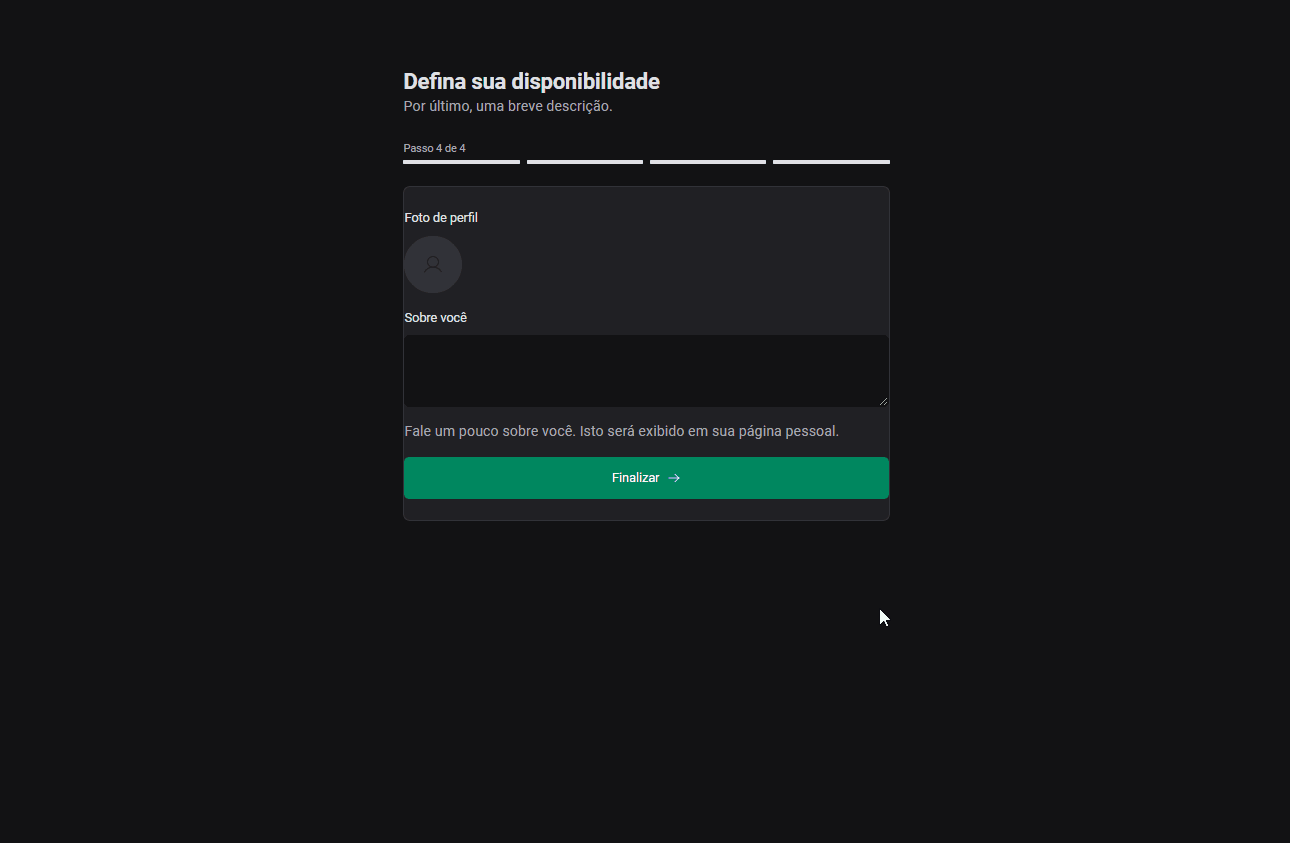 Defina sua disponibilidade
Por último, uma breve descrição.
Passo 4 de 4
Foto de perfil
Sobre você
Fale um pouco sobre você. Isto será exibido em sua página pessoal.
Finalizar